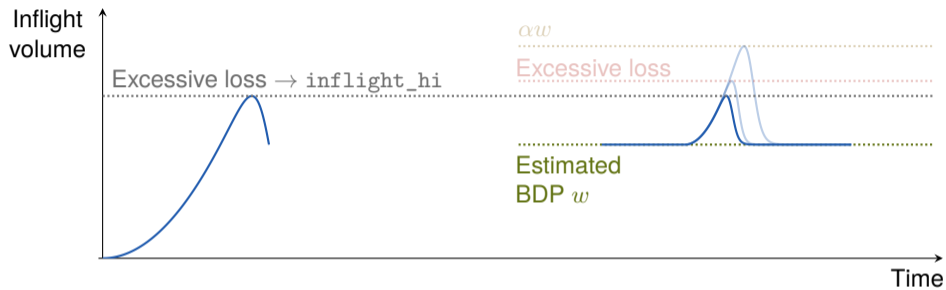 Inflight
volume
αw
Excessive loss
Excessive loss → inflight_hi
Estimated
BDP w
Time